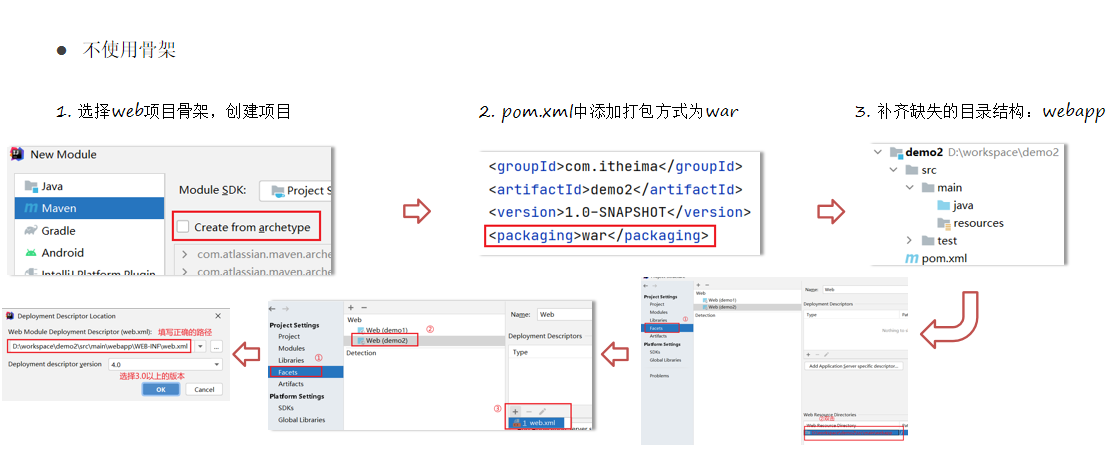 ● 不使用骨架
1. 选择web项目骨架，创建项目
2. pom.xml中添加打包方式为war
3. 补齐缺失的目录结构：webapp
New Module
Java
Maven
Gradle
Android
IntelliJ Platform Plugin
Module SDK:
Project S
Create from archetype
com.atlassian.maven.arche
com.atlassian.maven.arche
<groupId>com.itheima</groupId>
<artifactId>demo2</artifactId>
<version>1.0-SNAPSHOT</version>
<packaging>war</packaging>
demo2 D:\workspace\demo2
src
main
java
resources
test
pom.xml
Deployment Descriptor Location
Web Module Deployment Descriptor (web.xml): 填写正确的路径
D:\workspace\demo2\src\main\webapp\WEB-INF\web.xml
Deployment descriptor version 4.0
选择3.0以上的版本
OK
Cancel
Project Settings
Project
Modules
Libraries ①
Facets
Artifacts
Platform Settings
SDKs
Global Libraries
Web
Web (demo1) ②
Web (demo2)
Detection
Name: Web
Deployment Descriptors
Type
③
1 web.xml
Project Settings
Project
Modules
Libraries
Facets
Artifacts
Platform Settings
SDKs
Global Libraries
Problems
Web
Web (demo1)
Web (demo2)
Detection
Name: Web
Deployment Descriptors
Type
Pat
Nothing to
Add Application Server specific descriptor...
Web Resource Directories
Web Resource Directory